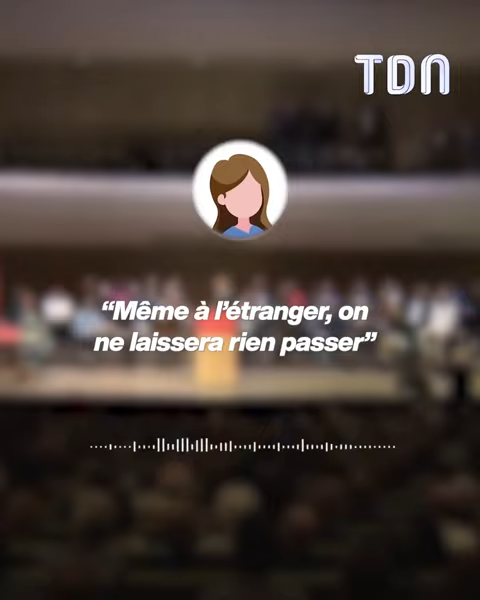 TDN
“Même à l’étranger, on
ne laissera rien passer”